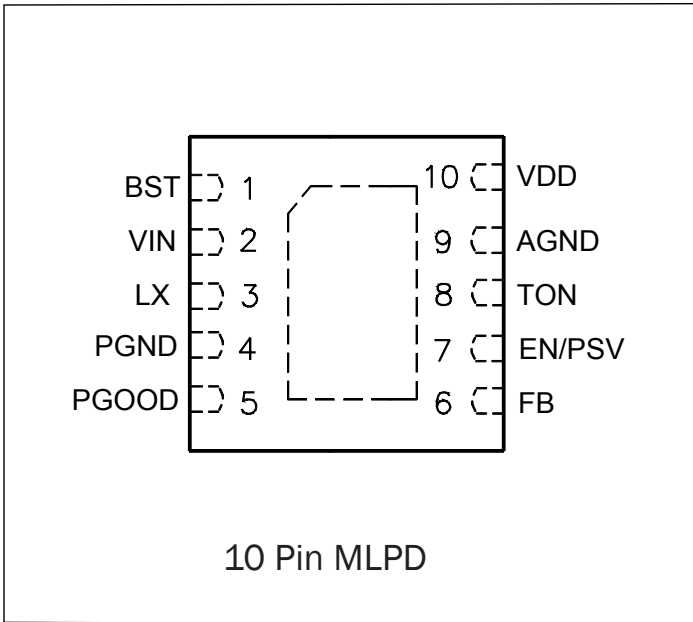 BST 1 10 VDD
VIN 2 9 AGND
LX 3 8 TON
PGND 4 7 EN/PSV
PGOOD 5 6 FB
10 Pin MLPD